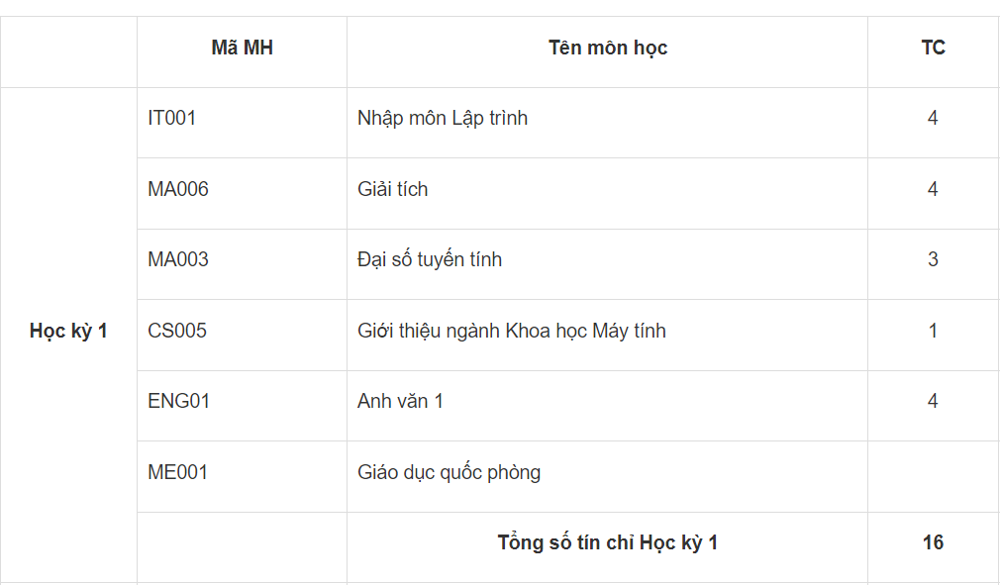 Mã MH Tên môn học TC
IT001 Nhập môn Lập trình 4
MA006 Giải tích 4
MA003 Đại số tuyến tính 3
Học kỳ 1 CS005 Giới thiệu ngành Khoa học Máy tính 1
ENG01 Anh văn 1 4
ME001 Giáo dục quốc phòng
Tổng số tín chỉ Học kỳ 1 16